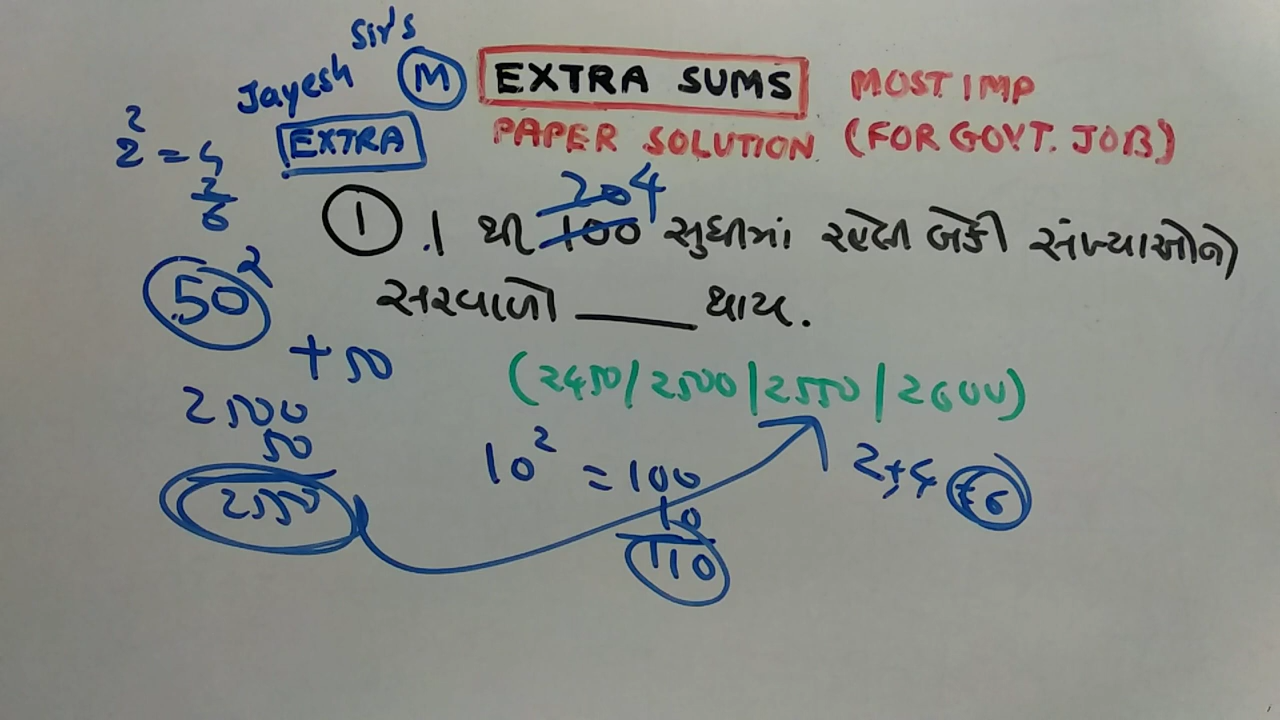 Sir's
Jayesh M EXTRA SUMS MOST IMP
EXTRA PAPER SOLUTION (FOR GOVT. JOB)
2² = 4
2
6
20 4
1 . 1 થી 100 સુધીમાં રહેલી બેકી સંખ્યાઓનો
સરવાળો ____ થાય.
50²
+ 50
(2450/2500/2550/2600)
2500
50
2550
10² = 100
10
110
2+4 = 6